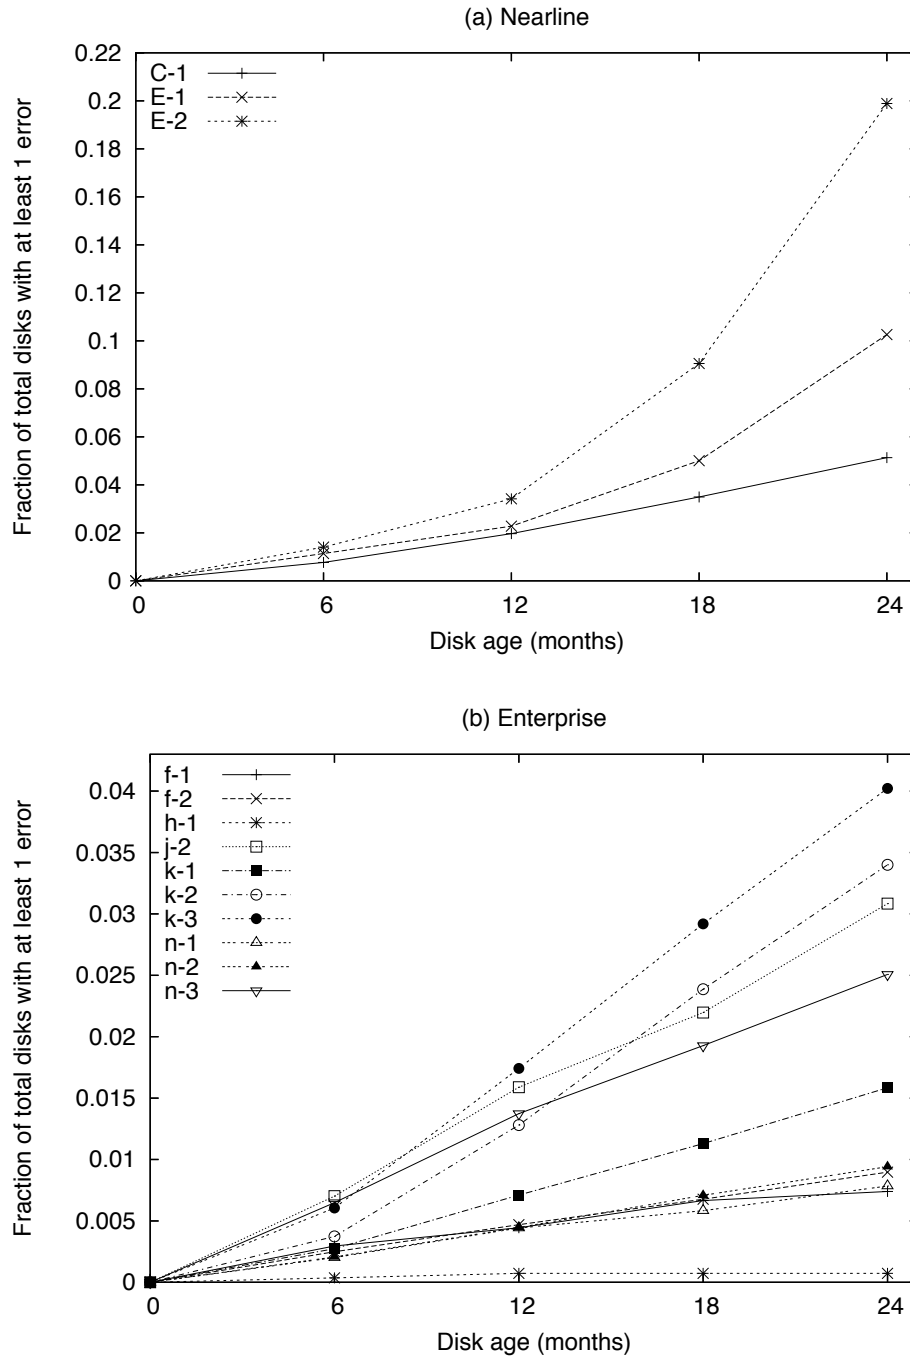 (a) Nearline
Fraction of total disks with at least 1 error
0.22
0.2
0.18
0.16
0.14
0.12
0.1
0.08
0.06
0.04
0.02
0
C-1
E-1
E-2
0 6 12 18 24
Disk age (months)
(b) Enterprise
Fraction of total disks with at least 1 error
0.04
0.035
0.03
0.025
0.02
0.015
0.01
0.005
0
f-1
f-2
h-1
j-2
k-1
k-2
k-3
n-1
n-2
n-3
0 6 12 18 24
Disk age (months)